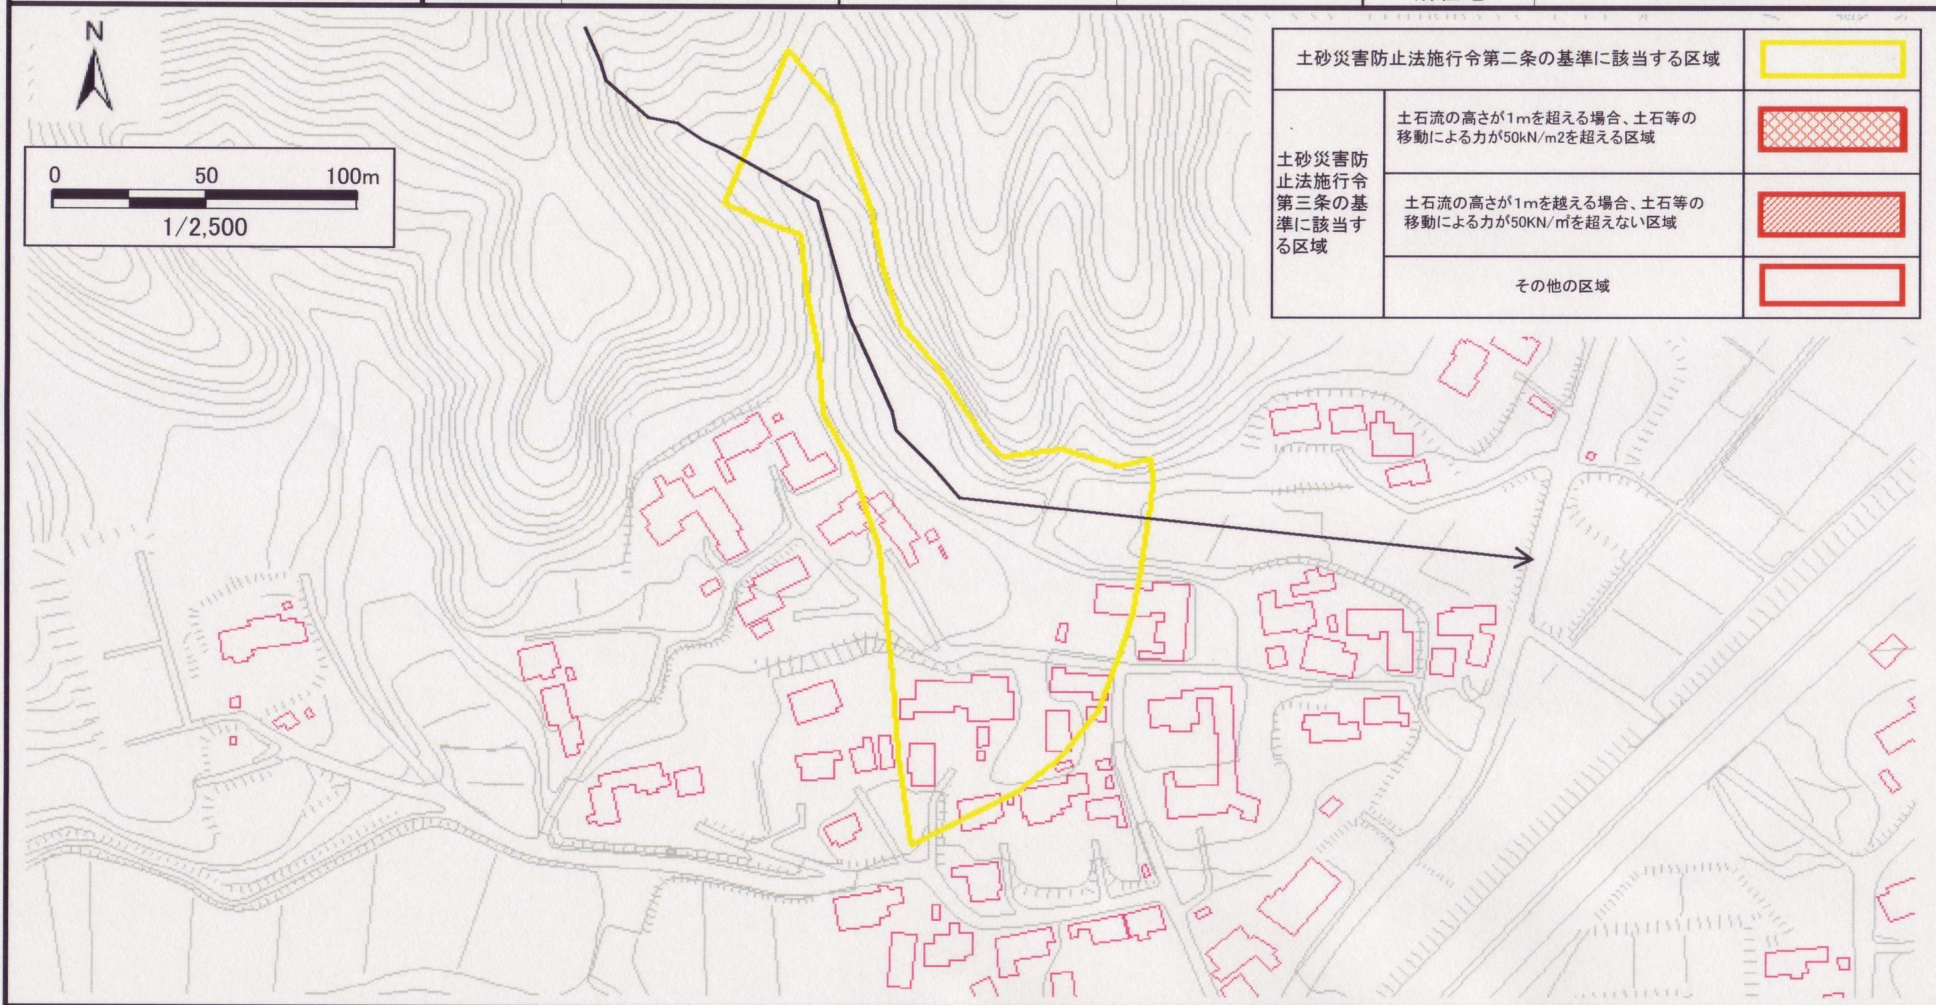 N
0 50 100m
1/2,500
土砂災害防止法施行令第二条の基準に該当する区域
土砂災害防
止法施行令
第三条の基
準に該当す
る区域
土石流の高さが1mを超える場合、土石等の
移動による力が50kN/m2を超える区域
土石流の高さが1mを越える場合、土石等の
移動による力が50KN/㎡を超えない区域
その他の区域